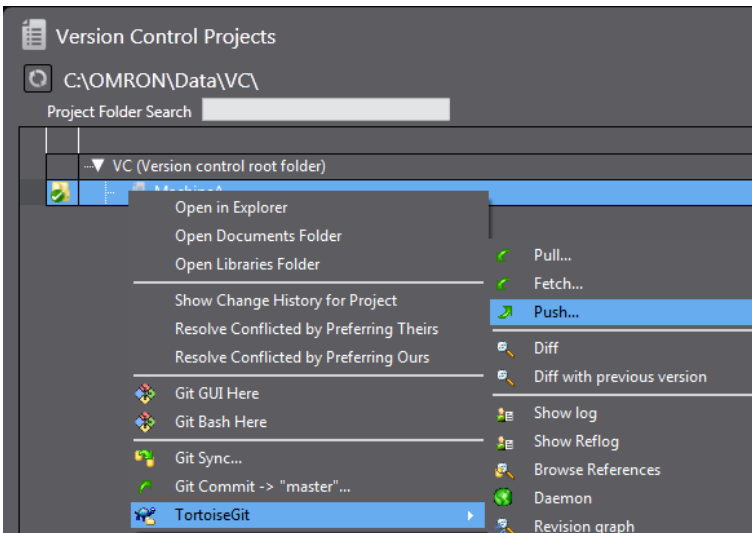 Version Control Projects
C:\OMRON\Data\VC\
Project Folder Search
VC (Version control root folder)
MachineA
Open in Explorer
Open Documents Folder
Open Libraries Folder
Show Change History for Project
Resolve Conflicted by Preferring Theirs
Resolve Conflicted by Preferring Ours
Git GUI Here
Git Bash Here
Git Sync...
Git Commit -> "master"...
TortoiseGit
Pull...
Fetch...
Push...
Diff
Diff with previous version
Show log
Show Reflog
Browse References
Daemon
Revision graph